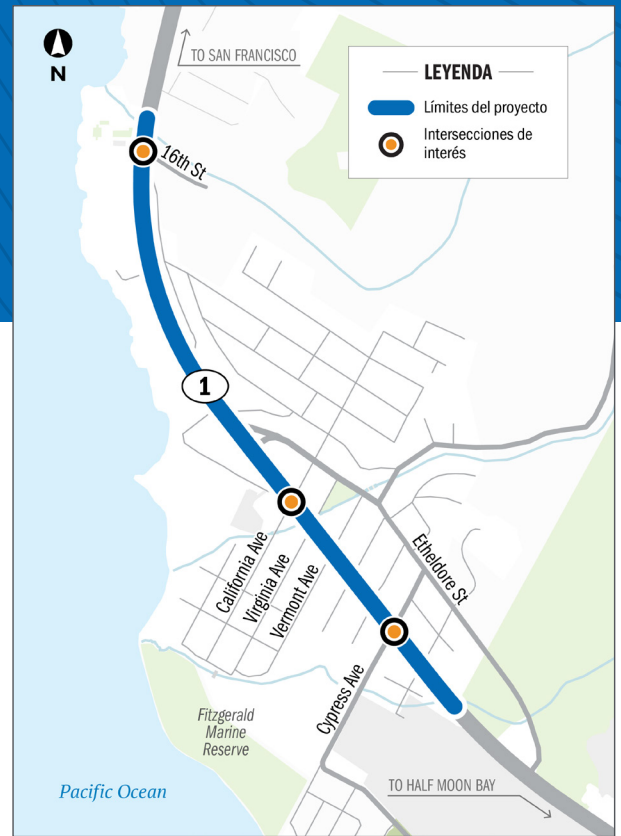 N
TO SAN FRANCISCO
LEYENDA
Límites del proyecto
Intersecciones de
interés
16th St
1
California Ave
Virginia Ave
Vermont Ave
Etheldore St
Cypress Ave
Fitzgerald
Marine
Reserve
Pacific Ocean
TO HALF MOON BAY